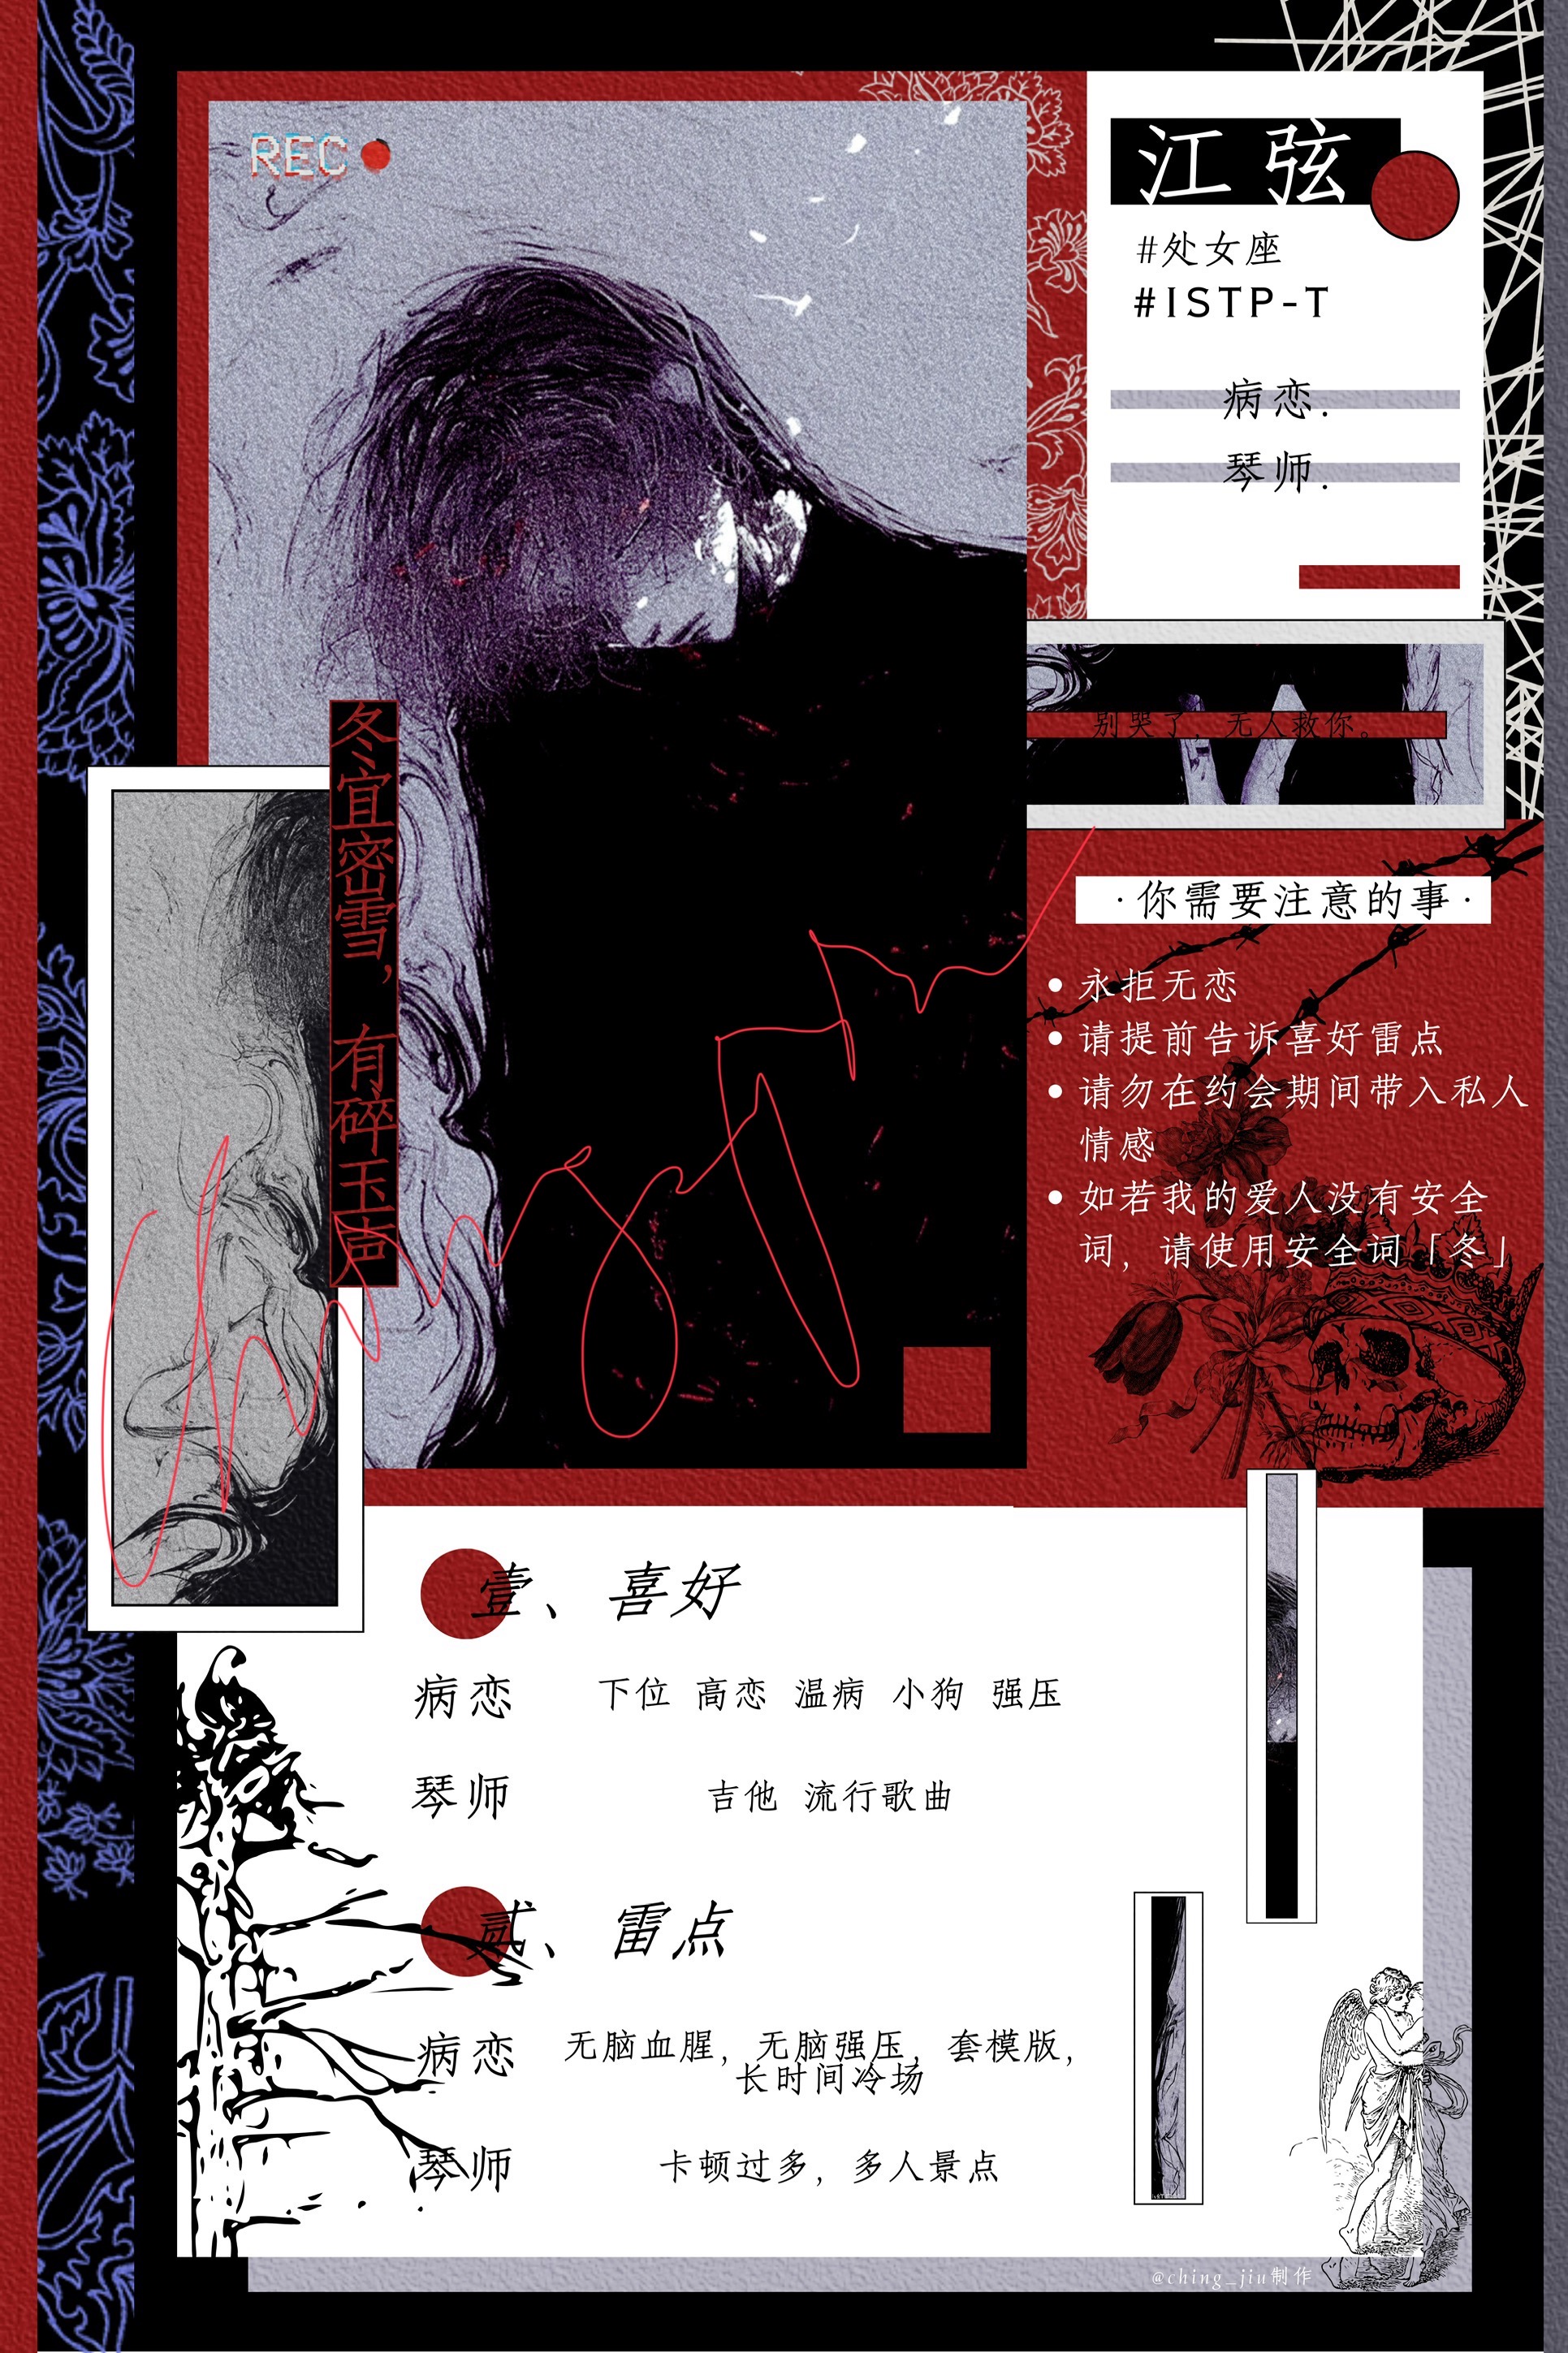 REC
江弦
#处女座
#ISTP-T
病恋.
琴师.
别哭了，无人救你。
冬宜密雪，有碎玉声
·你需要注意的事·
永拒无恋
请提前告诉喜好雷点
请勿在约会期间带入私人
情感
如若我的爱人没有安全
词，请使用安全词「冬」
壹、喜好
病恋 下位 高恋 温病 小狗 强压
琴师 吉他 流行歌曲
贰、雷点
病恋 无脑血腥，无脑强压，套模版，
长时间冷场
琴师 卡顿过多，多人景点
@ching_jiu制作